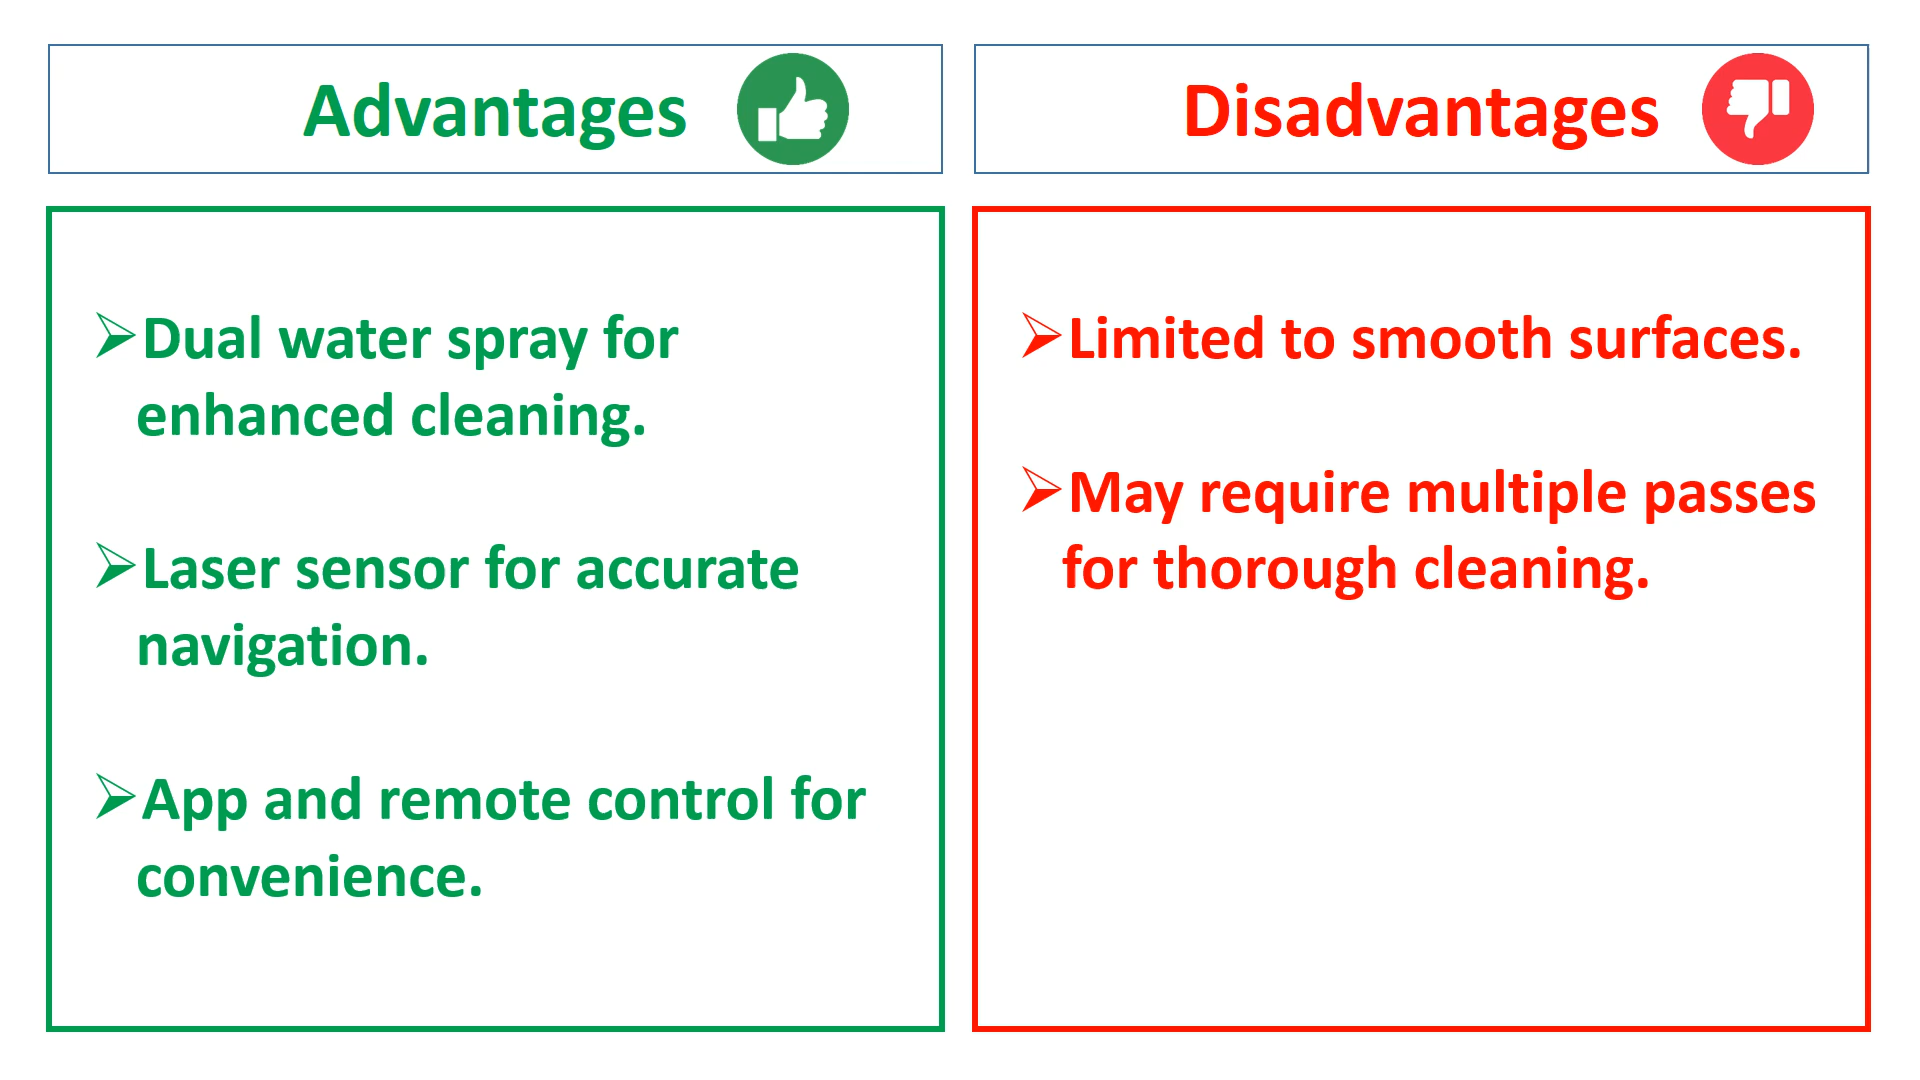 Advantages
Disadvantages
Dual water spray for
enhanced cleaning.
Laser sensor for accurate
navigation.
App and remote control for
convenience.
Limited to smooth surfaces.
May require multiple passes
for thorough cleaning.